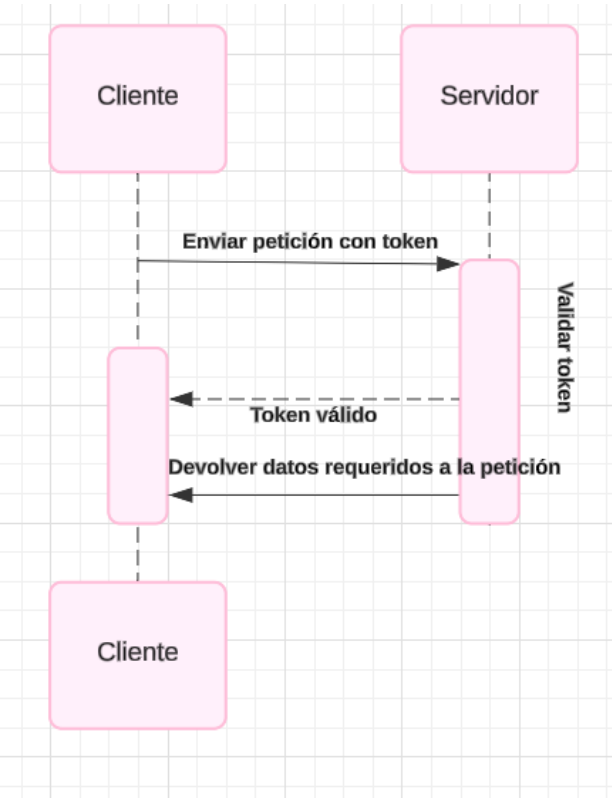 Cliente
Servidor
Enviar petición con token
Validar token
Token válido
Devolver datos requeridos a la petición
Cliente